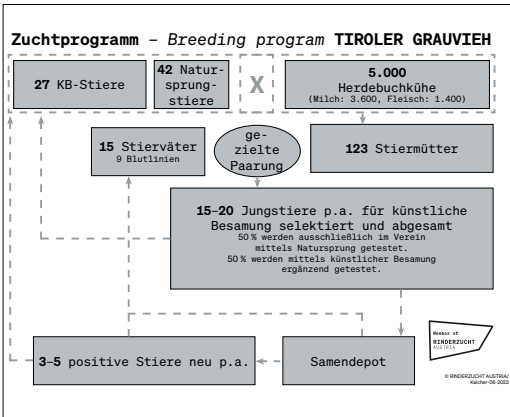 Zuchtprogramm – Breeding program TIROLER GRAUVIEH
27 KB-Stiere
42 Natur-
sprung-
stiere
X
5.000
Herdebuchkühe
(Milch: 3.600, Fleisch: 1.400)
15 Stierväter
9 Blutlinien
ge-
zielte
Paarung
123 Stiermütter
15–20 Jungstiere p.a. für künstliche
Besamung selektiert und abgesamt
50 % werden ausschließlich im Verein
mittels Natursprung getestet.
50 % werden mittels künstlicher Besamung
ergänzend getestet.
3–5 positive Stiere neu p.a.
Samendepot
Member of
RINDERZUCHT
AUSTRIA
© RINDERZUCHT AUSTRIA/
Kalcher-06-2022